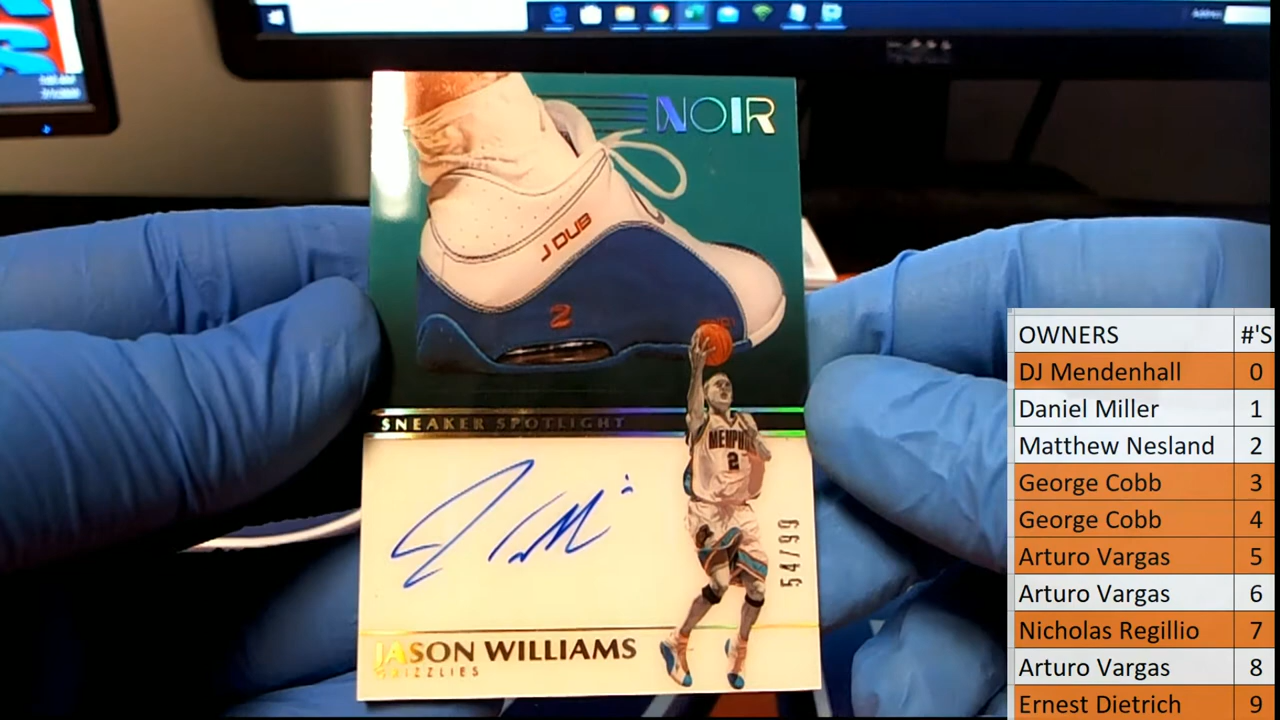 DELL
NOIR
J DUB
2
SNEAKER SPOTLIGHT
MEMPHIS
2
54/99
JASON WILLIAMS
GRIZZLIES
OWNERS #'S
DJ Mendenhall 0
Daniel Miller 1
Matthew Nesland 2
George Cobb 3
George Cobb 4
Arturo Vargas 5
Arturo Vargas 6
Nicholas Regillio 7
Arturo Vargas 8
Ernest Dietrich 9